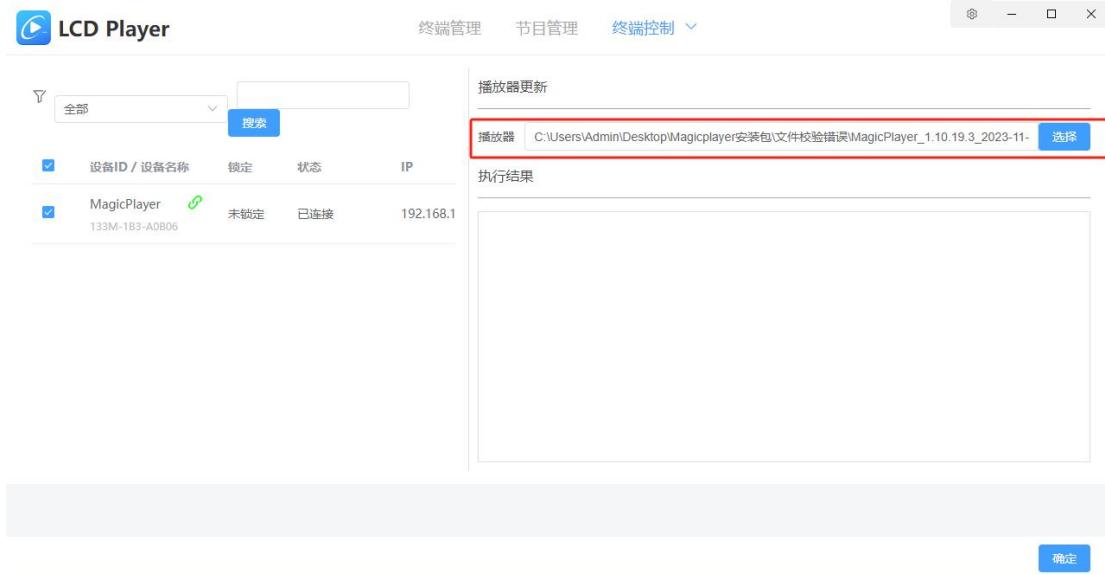 LCD Player
终端管理 节目管理 终端控制
全部
搜索
设备ID / 设备名称 锁定 状态 IP
MagicPlayer 未锁定 已连接 192.168.1
133M-1B3-A0B06
播放器更新
播放器 C:\Users\Admin\Desktop\Magicplayer安装包\文件校验错误\MagicPlayer_1.10.19.3_2023-11- 选择
执行结果
确定